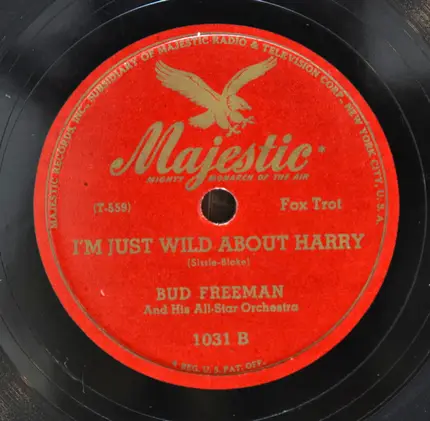 MAJESTIC RECORDS INC. SUBSIDIARY OF MAJESTIC RADIO & TELEVISION CORP. NEW YORK CITY, U.S.A.
Majestic*
MIGHTY MONARCH OF THE AIR
(T-559)
Fox Trot
I'M JUST WILD ABOUT HARRY
(Sissle-Blake)
BUD FREEMAN
And His All-Star Orchestra
1031 B
* REG. U. S. PAT. OFF.